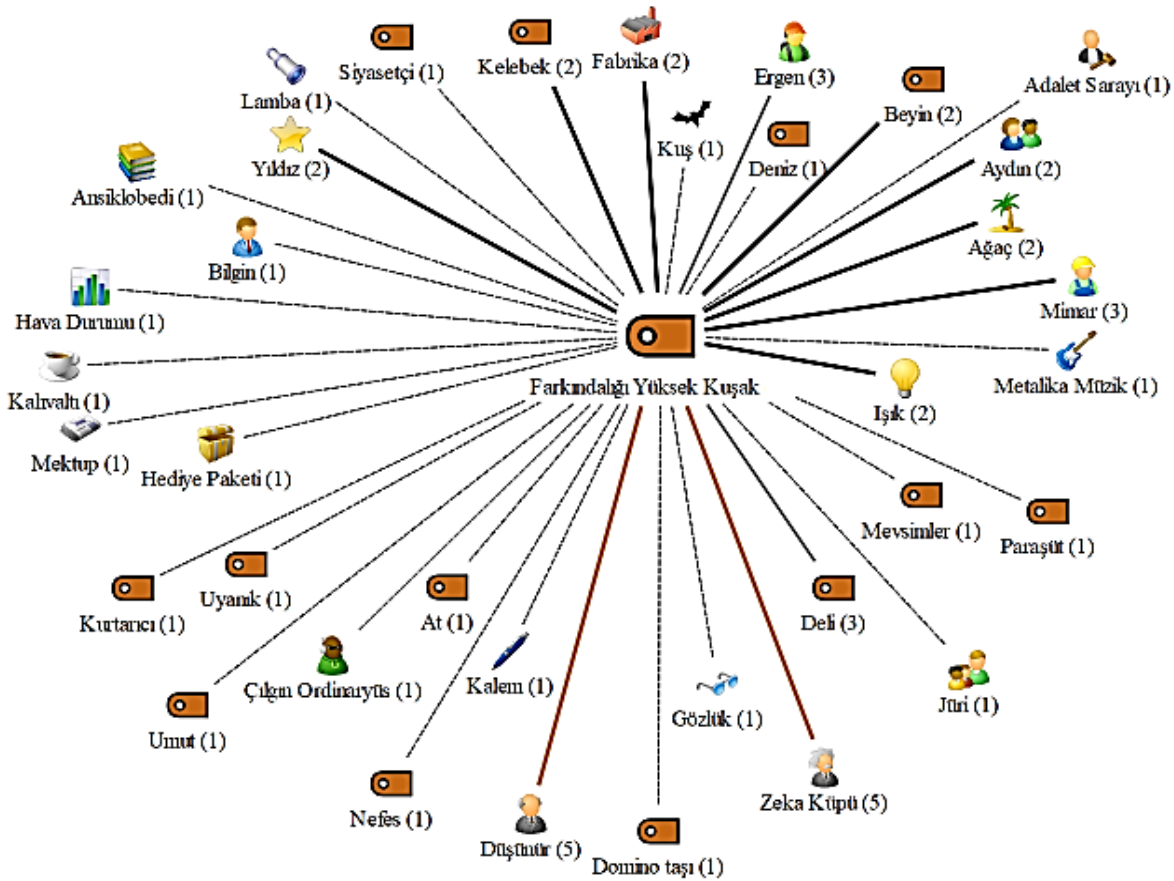 Siyasetçi (1)
Kelebek (2)
Fabrika (2)
Ergen (3)
Adalet Sarayı (1)
Lamba (1)
Beyin (2)
Yıldız (2)
Kuş (1)
Deniz (1)
Aydın (2)
Ansiklobedi (1)
Ağaç (2)
Bilgin (1)
Hava Durumu (1)
Mimar (3)
Farkındalığı Yüksek Kuşak
Metalika Müzik (1)
Kalıvaltı (1)
Işık (2)
Mektup (1)
Hediye Paketi (1)
Mevsimler (1)
Paraşüt (1)
Uyanık (1)
Kurtarıcı (1)
At (1)
Deli (3)
Çılgın Ordinaryüs (1)
Kalem (1)
Gözlük (1)
Jüri (1)
Umut (1)
Zeka Küpü (5)
Nefes (1)
Düşünür (5)
Domino taşı (1)